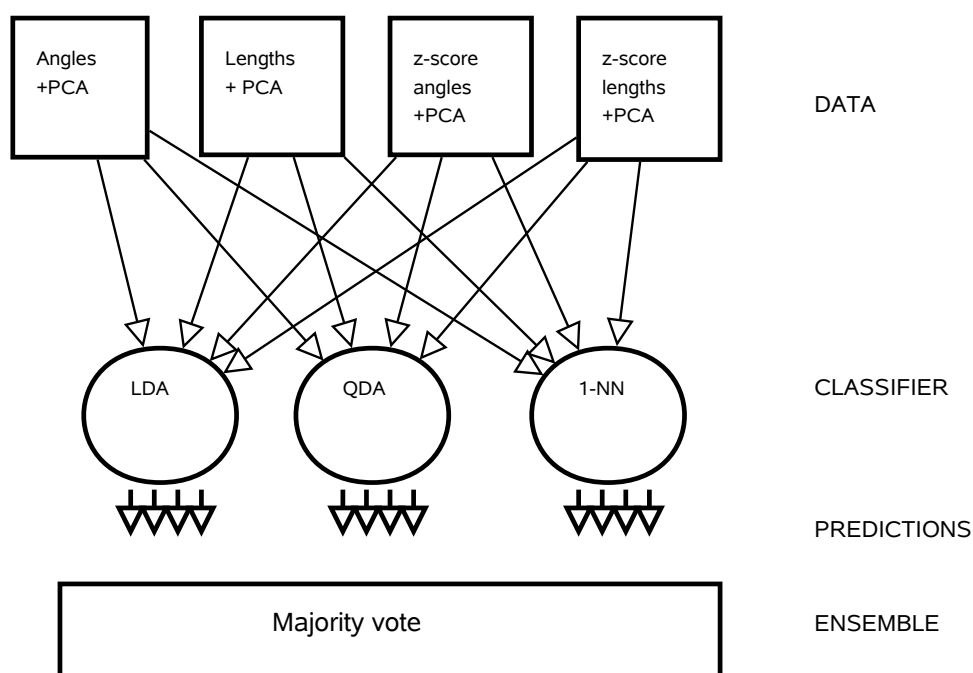 Angles
+PCA
Lengths
+ PCA
z-score
angles
+PCA
z-score
lengths
+PCA
DATA
LDA
QDA
1-NN
CLASSIFIER
PREDICTIONS
Majority vote
ENSEMBLE